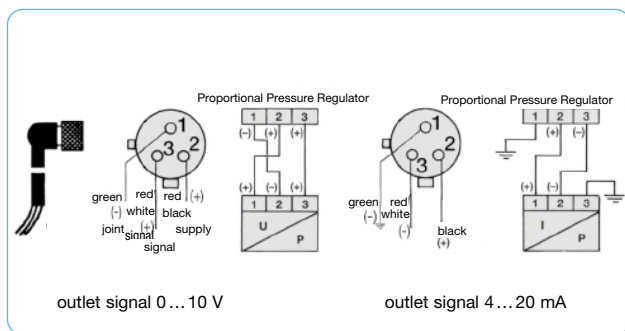 Proportional Pressure Regulator
1 2 3
(-) (+) (+)
1
3 2
green red red (+)
(-) white black
joint (+) supply
signal
signal
(+) (-) (+)
1 2 3
U
P
outlet signal 0...10 V
Proportional Pressure Regulator
1 2 3
(+) (-)
1
3 2
green red
(-) white
(-) black
(+)
(+) (-) (+)
1 2 3
I
P
outlet signal 4...20 mA